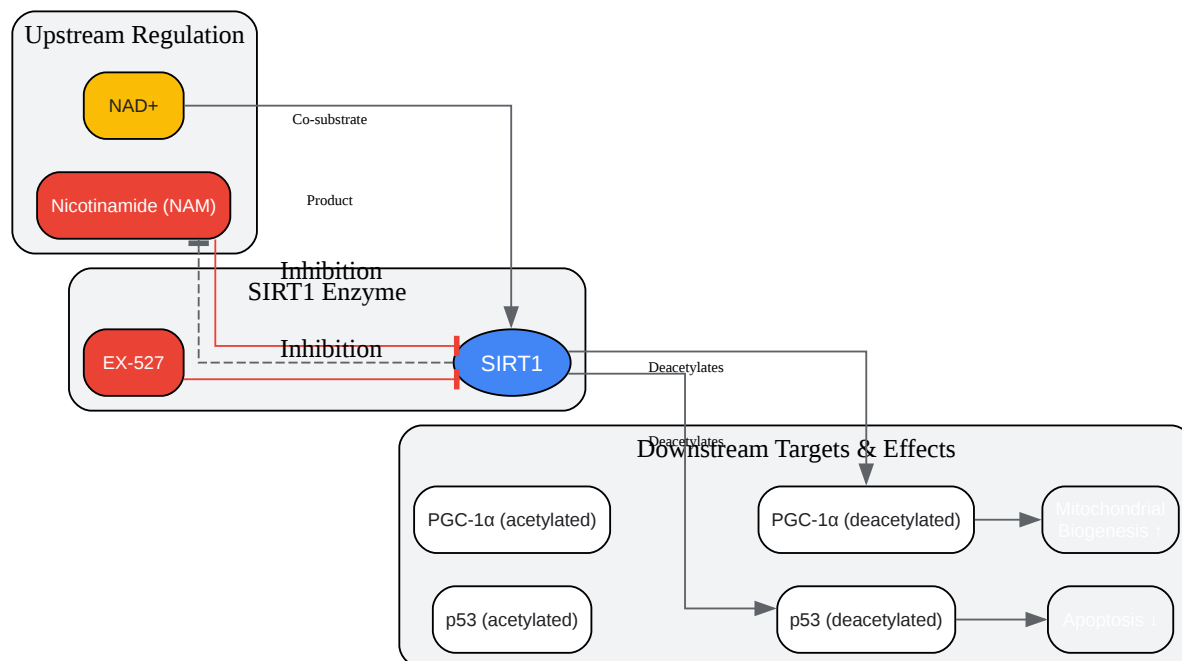 Upstream Regulation
NAD+
Co-substrate
Nicotinamide (NAM)
Product
Inhibition
SIRT1 Enzyme
Inhibition
EX-527
SIRT1
Deacetylates
Deacetylates
Downstream Targets & Effects
PGC-1α (acetylated)
PGC-1α (deacetylated)
Mitochondrial
Biogenesis ↑
p53 (acetylated)
p53 (deacetylated)
Apoptosis ↓